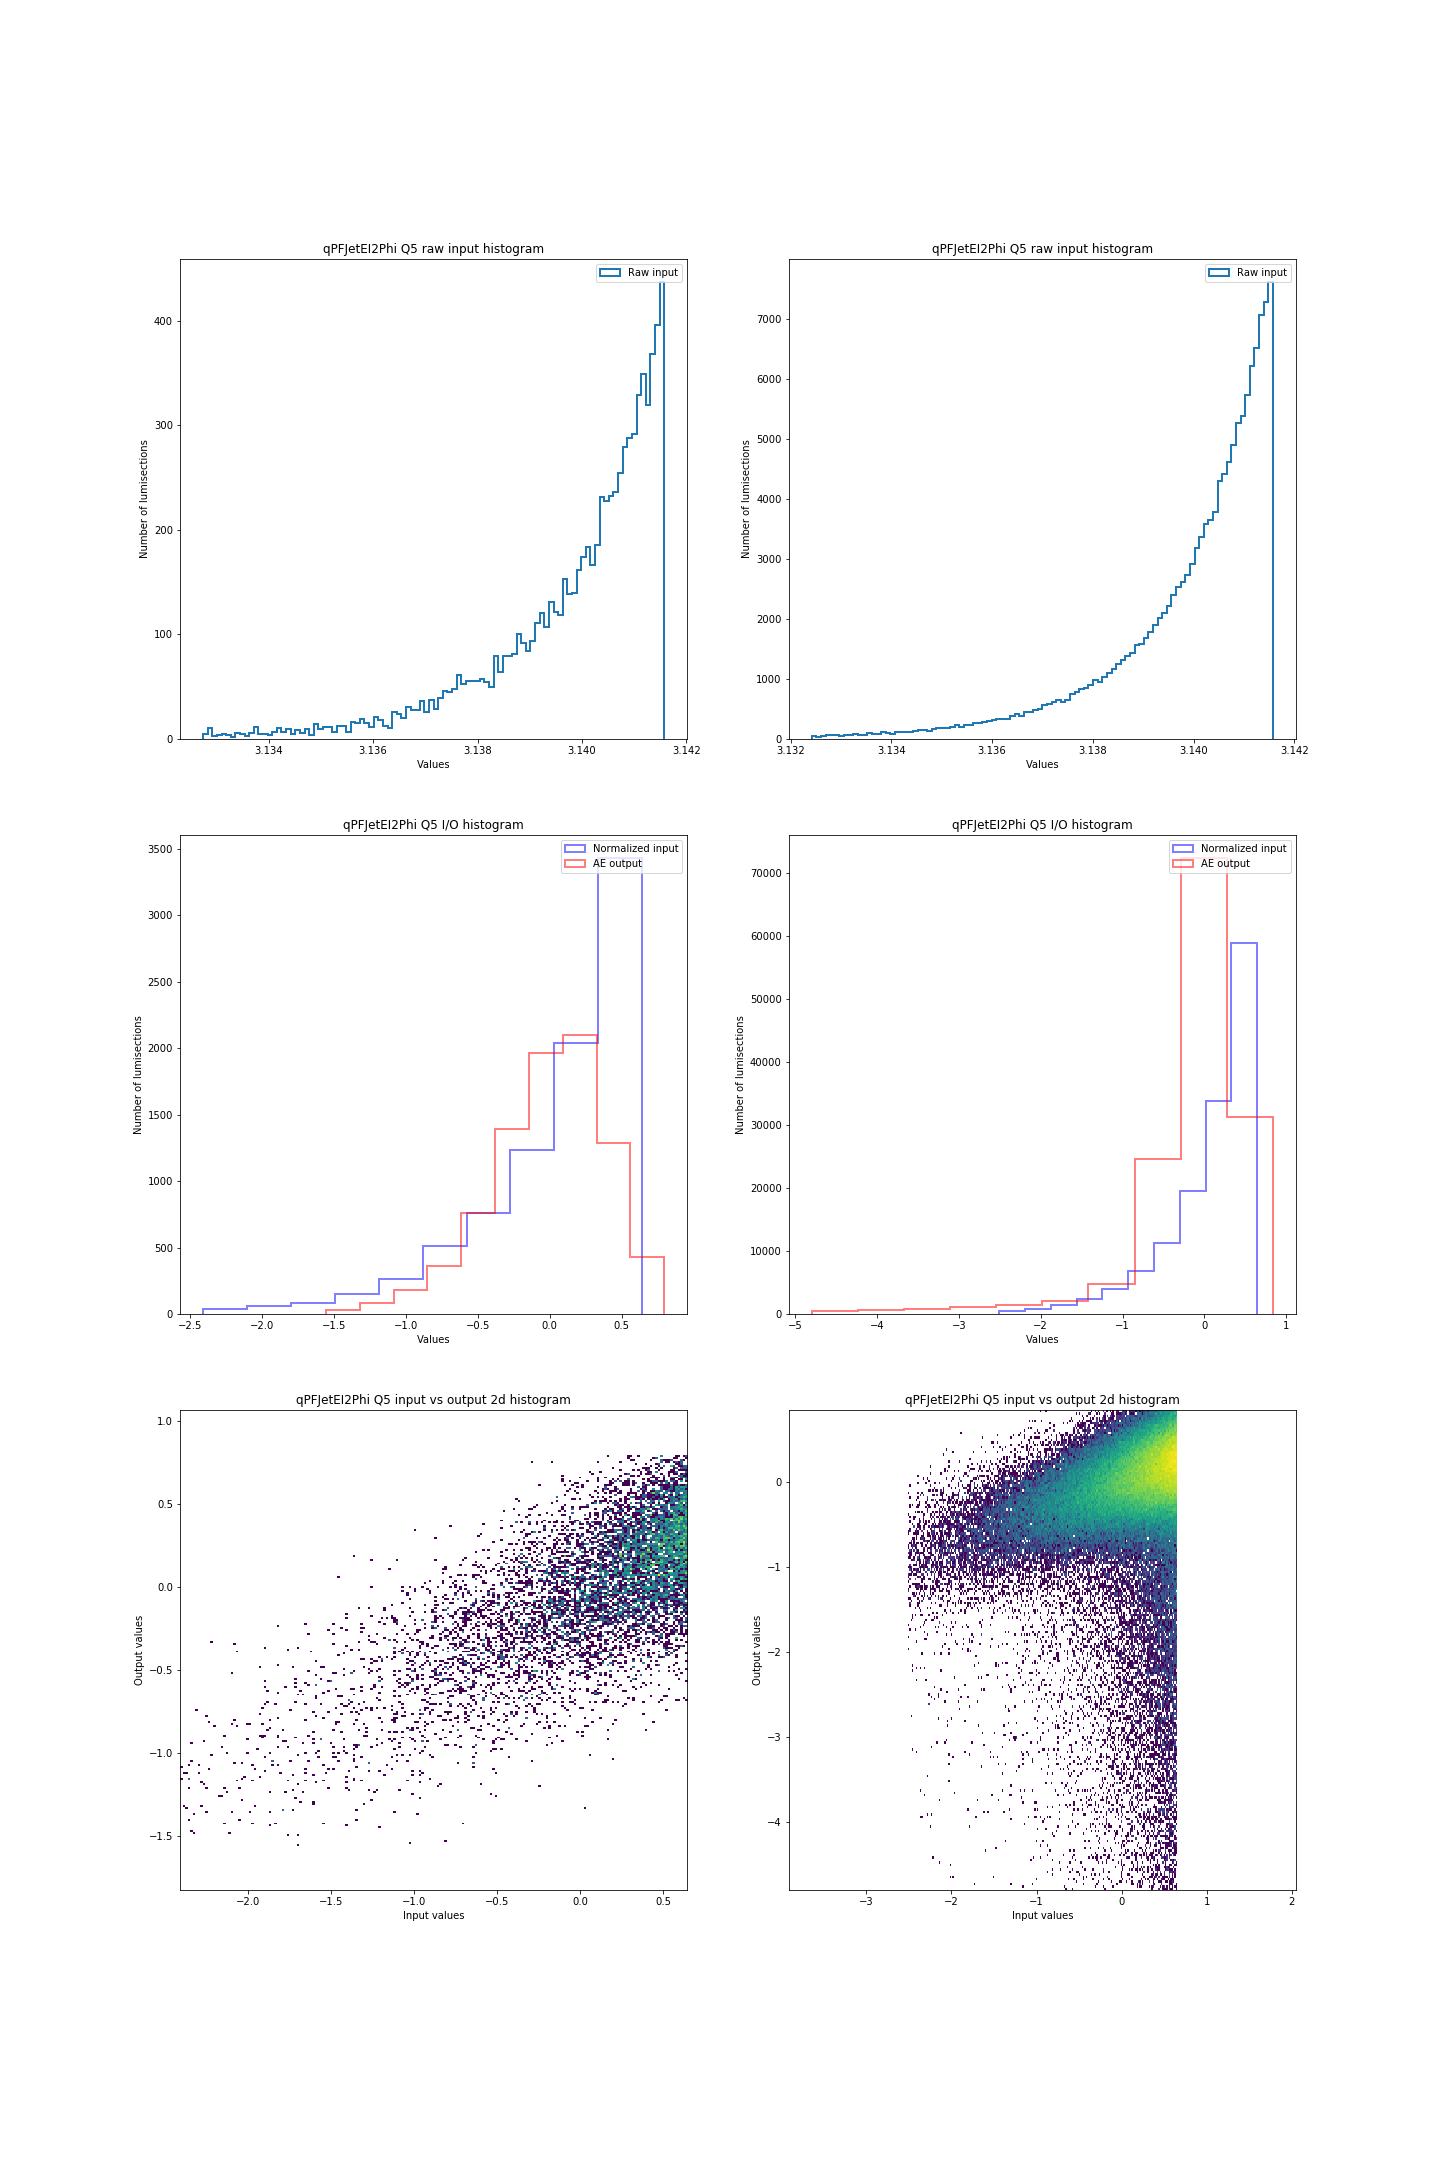 qPFJetEI2Phi Q5 raw input histogram
Raw input
400
300
200
100
0
Number of lumisections
3.134 3.136 3.138 3.140 3.142
Values
qPFJetEI2Phi Q5 raw input histogram
Raw input
7000
6000
5000
4000
3000
2000
1000
0
Number of lumisections
3.132 3.134 3.136 3.138 3.140 3.142
Values
qPFJetEI2Phi Q5 I/O histogram
Normalized input
AE output
3500
3000
2500
2000
1500
1000
500
0
Number of lumisections
−2.5 −2.0 −1.5 −1.0 −0.5 0.0 0.5
Values
qPFJetEI2Phi Q5 I/O histogram
Normalized input
AE output
70000
60000
50000
40000
30000
20000
10000
0
Number of lumisections
−5 −4 −3 −2 −1 0 1
Values
qPFJetEI2Phi Q5 input vs output 2d histogram
1.0
0.5
0.0
−0.5
−1.0
−1.5
Output values
−2.0 −1.5 −1.0 −0.5 0.0 0.5
Input values
qPFJetEI2Phi Q5 input vs output 2d histogram
0
−1
−2
−3
−4
Output values
−3 −2 −1 0 1 2
Input values